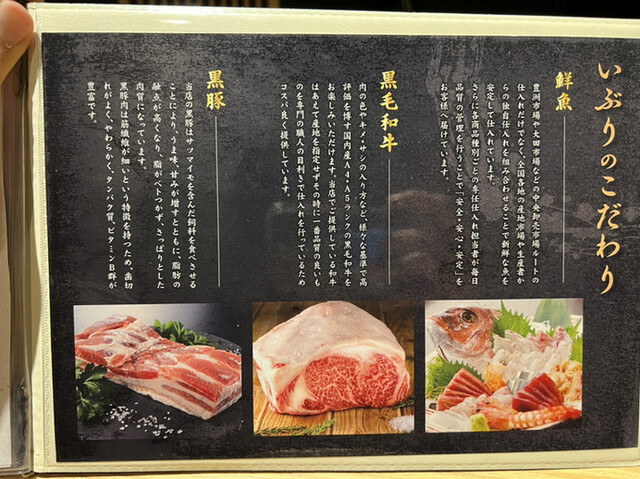 いぶりのこだわり
鮮魚
豊洲市場や大田市場などの中央卸売市場ルートの
仕入れだけでなく、全国各地の産地市場や生産者か
らの独自仕入れを組み合わせることで新鮮な魚を
安定して仕入れています。
さらに各商品種別ごとの専任仕入れ担当者が毎日
品質の管理を行うことで「安全・安心・安定」を
お客様へ届けています。
黒毛和牛
肉の色やキメ・サシの入り方など、様々な基準で高
評価を博す国内産A4・A5ランクの黒毛和牛を
お楽しみいただけます。当店でご提供している和牛
はあえて産地を指定せずその時に一番品質の良いも
のを専門の職人の目利きで仕入れを行っているため
コスパ良く提供しています。
黒豚
当店の黒豚はサツマイモを含んだ飼料を食べさせる
ことにより、うま味、甘みが増すとともに、脂肪の
融点が高くなり、脂がベトつかず、さっぱりとした
肉質になっています。
黒豚肉は筋繊維が細いという特徴を持つため、歯切
れがよく、やわらかく、タンパク質、ビタミンB群が
豊富です。